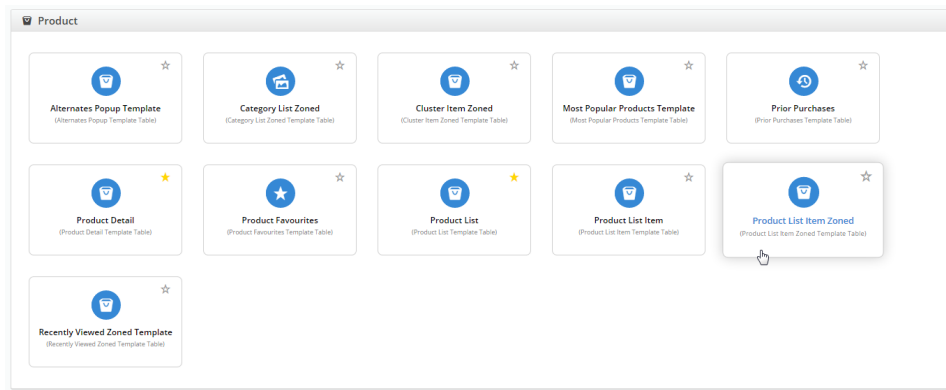 Product
Alternates Popup Template
(Alternates Popup Template Table)
Category List Zoned
(Category List Zoned Template Table)
Cluster Item Zoned
(Cluster Item Zoned Template Table)
Most Popular Products Template
(Most Popular Products Template Table)
Prior Purchases
(Prior Purchases Template Table)
Product Detail
(Product Detail Template Table)
Product Favourites
(Product Favourites Template Table)
Product List
(Product List Template Table)
Product List Item
(Product List Item Template Table)
Product List Item Zoned
(Product List Item Zoned Template Table)
Recently Viewed Zoned Template
(Recently Viewed Zoned Template Table)